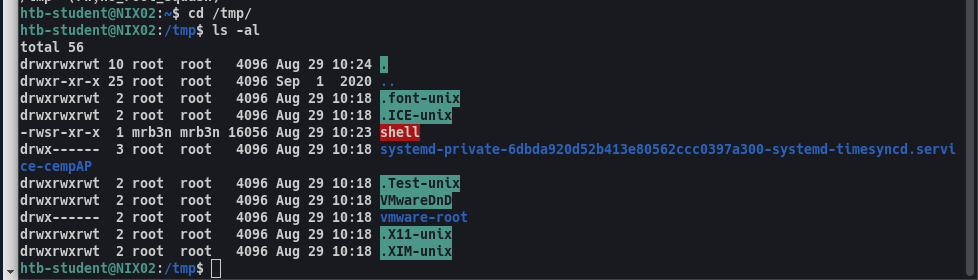 htb-student@NIX02:~$ cd /tmp/
htb-student@NIX02:/tmp$ ls -al
total 56
drwxrwxrwt 10 root  root   4096 Aug 29 10:24 .
drwxr-xr-x 25 root  root   4096 Sep  1  2020 ..
drwxrwxrwt  2 root  root   4096 Aug 29 10:18 .font-unix
drwxrwxrwt  2 root  root   4096 Aug 29 10:18 .ICE-unix
-rwsr-xr-x  1 mrb3n mrb3n 16056 Aug 29 10:23 shell
drwx------  3 root  root   4096 Aug 29 10:18 systemd-private-6dbda920d52b413e80562ccc0397a300-systemd-timesyncd.servi
ce-cempAP
drwxrwxrwt  2 root  root   4096 Aug 29 10:18 .Test-unix
drwxrwxrwt  2 root  root   4096 Aug 29 10:18 VMwareDnD
drwx------  2 root  root   4096 Aug 29 10:18 vmware-root
drwxrwxrwt  2 root  root   4096 Aug 29 10:18 .X11-unix
drwxrwxrwt  2 root  root   4096 Aug 29 10:18 .XIM-unix
htb-student@NIX02:/tmp$